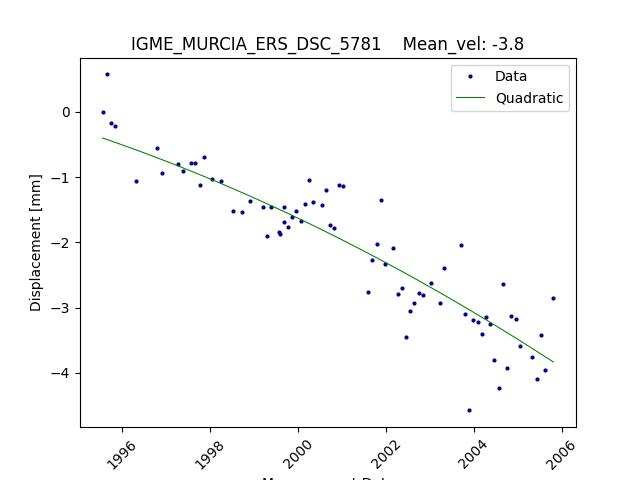 IGME_MURCIA_ERS_DSC_5781    Mean_vel: -3.8
Data
Quadratic
Displacement [mm]
0
−1
−2
−3
−4
1996
1998
2000
2002
2004
2006